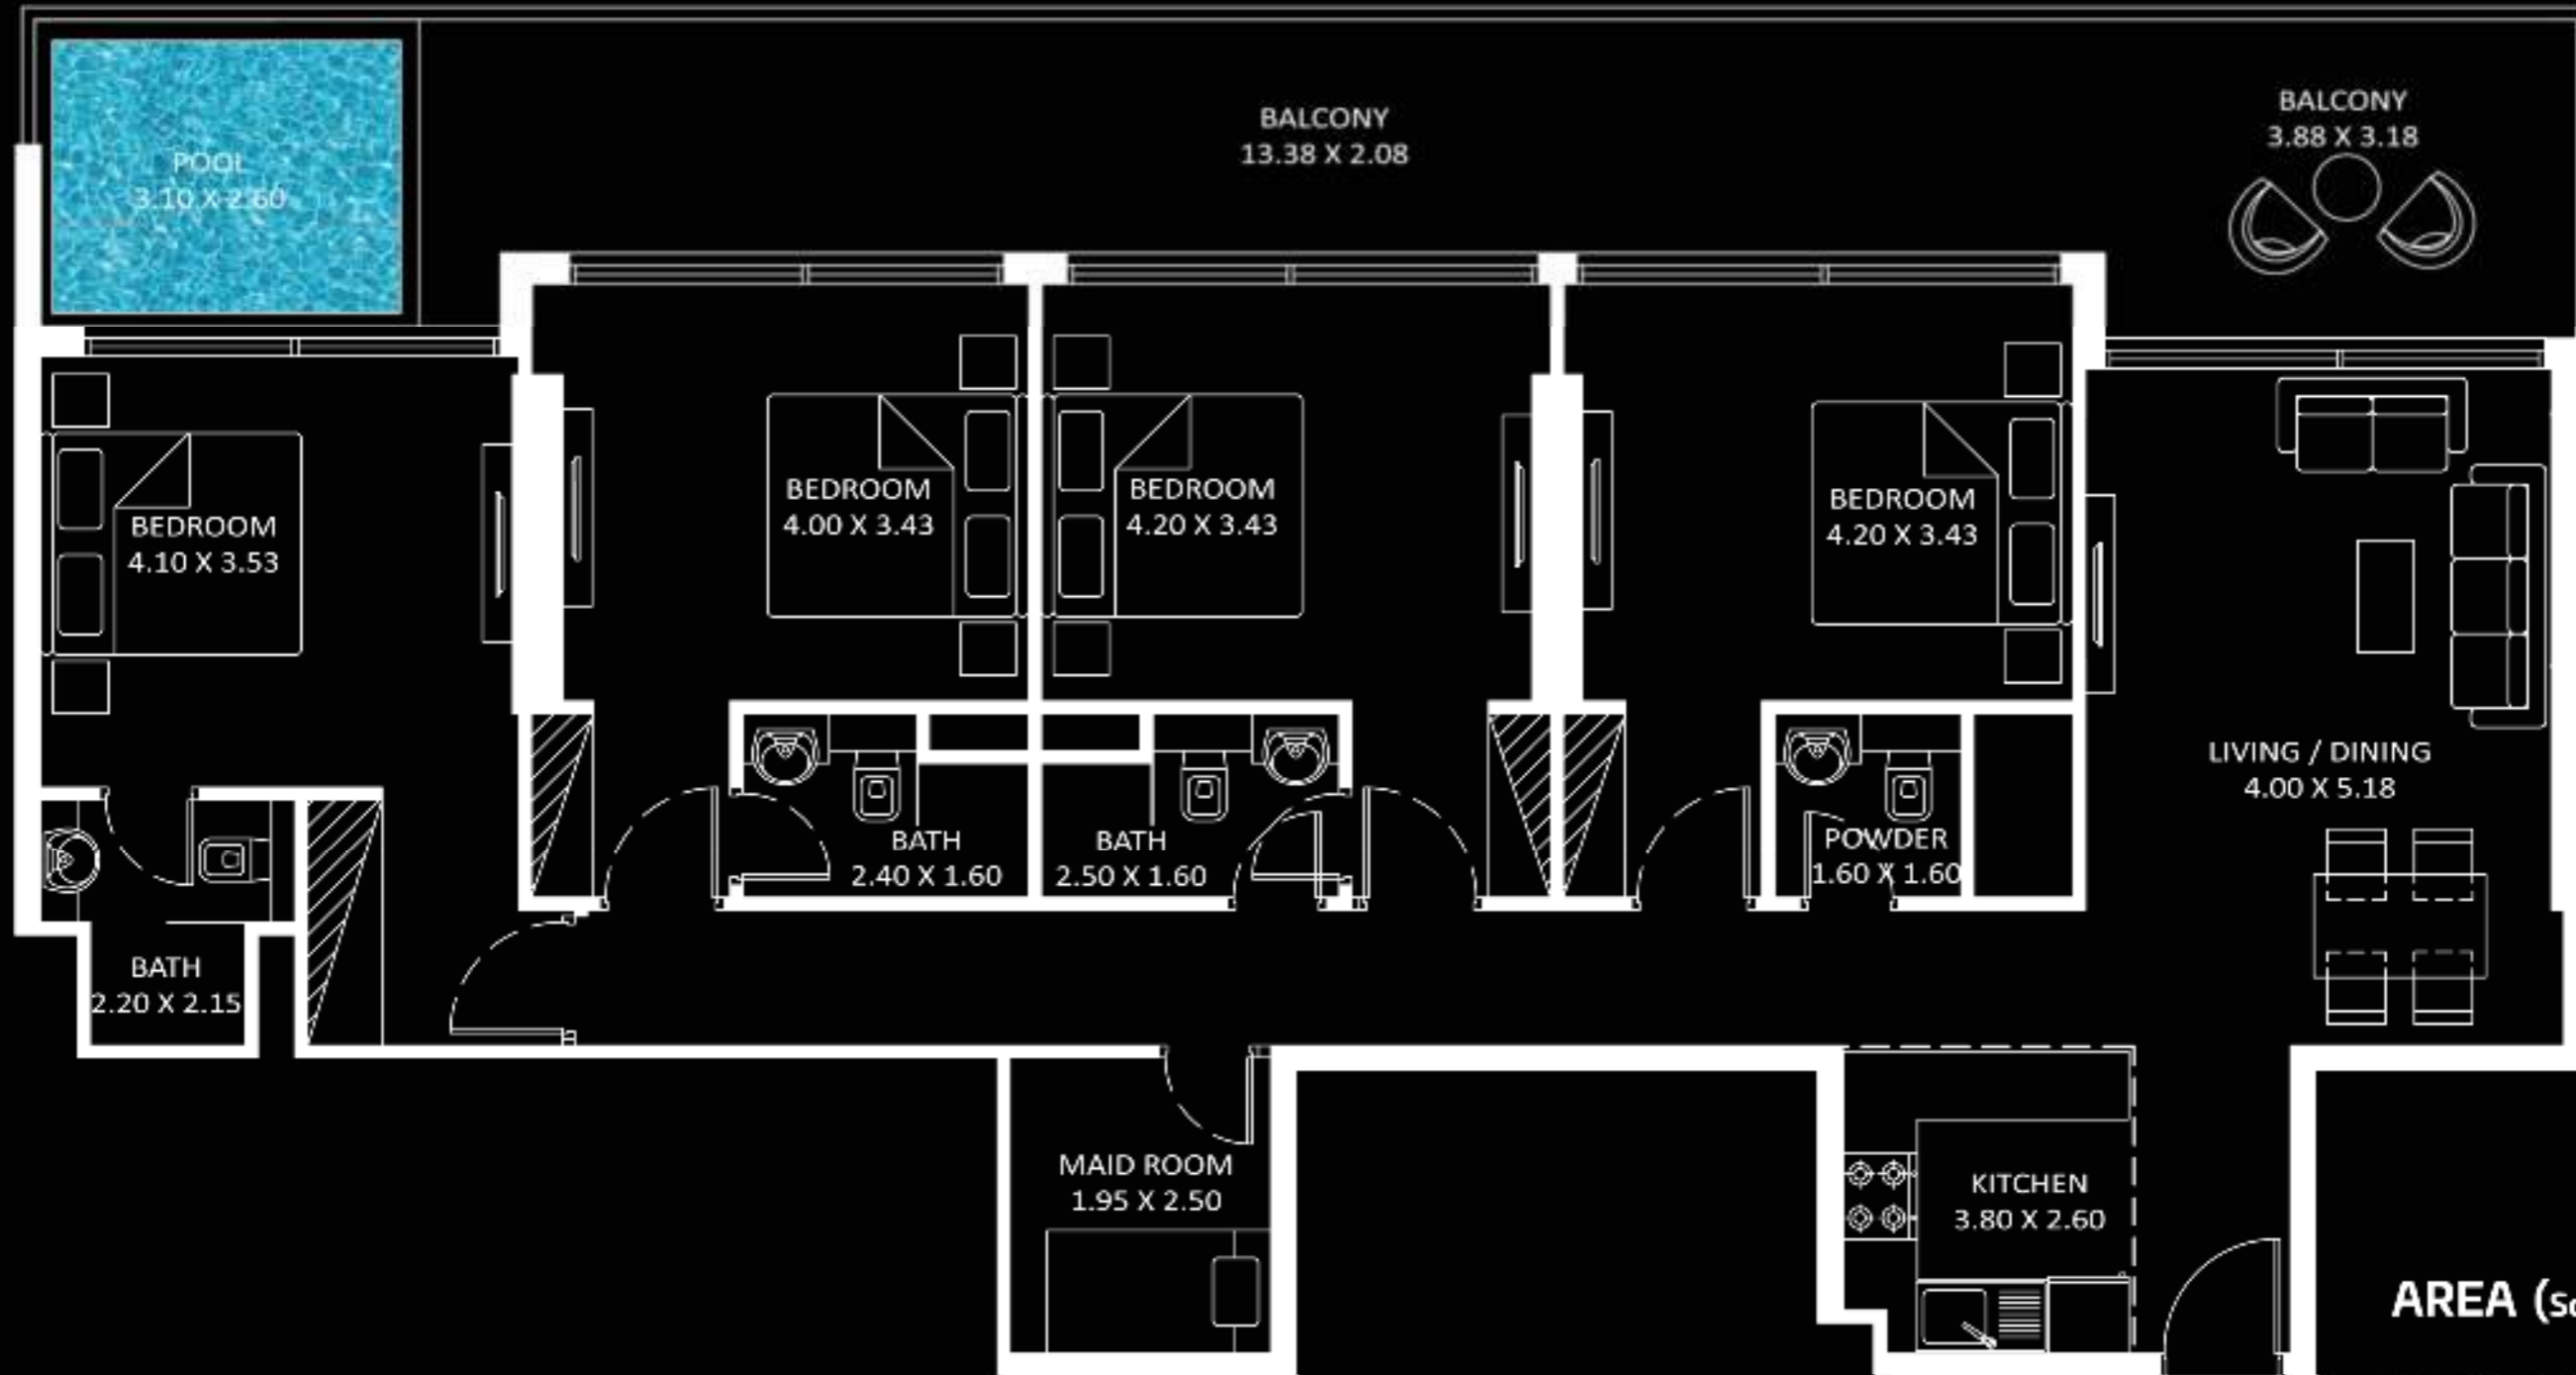 POOL
3.10 X 2.60
BALCONY
13.38 X 2.08
BALCONY
3.88 X 3.18
BEDROOM
4.10 X 3.53
BEDROOM
4.00 X 3.43
BEDROOM
4.20 X 3.43
BEDROOM
4.20 X 3.43
LIVING / DINING
4.00 X 5.18
BATH
2.20 X 2.15
BATH
2.40 X 1.60
BATH
2.50 X 1.60
POWDER
1.60 X 1.60
MAID ROOM
1.95 X 2.50
KITCHEN
3.80 X 2.60
AREA (